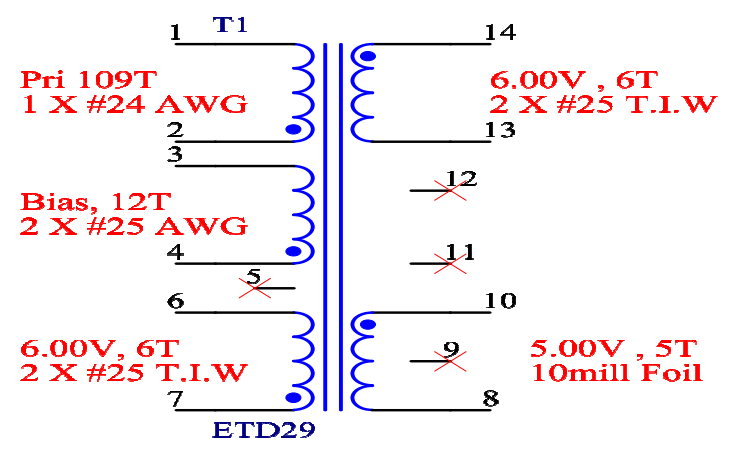 T1
1
14
Pri 109T
1 X #24 AWG
6.00V , 6T
2 X #25 T.I.W
2
13
3
12
Bias, 12T
2 X #25 AWG
4
11
5
6
10
6.00V, 6T
2 X #25 T.I.W
9
5.00V , 5T
10mill Foil
7
8
ETD29